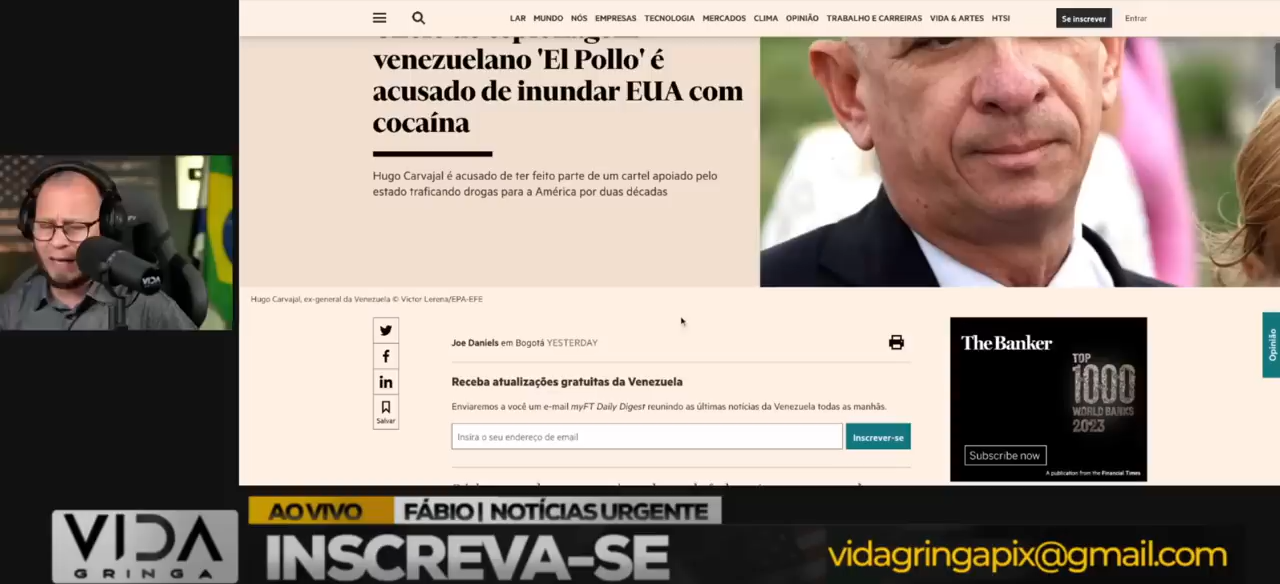 LAR MUNDO NÓS EMPRESAS TECNOLOGIA MERCADOS CLIMA OPINIÃO TRABALHO E CARREIRAS VIDA & ARTES HTSI Se inscrever Entrar
venezuelano 'El Pollo' é
acusado de inundar EUA com
cocaína
Hugo Carvajal é acusado de ter feito parte de um cartel apoiado pelo
estado traficando drogas para a América por duas décadas
Hugo Carvajal, ex-general da Venezuela © Victor Lerena/EPA-EFE
Salvar
Joe Daniels em Bogotá YESTERDAY
Receba atualizações gratuitas da Venezuela
Enviaremos a você um e-mail myFT Daily Digest reunindo as últimas notícias da Venezuela todas as manhãs.
Insira o seu endereço de email
Inscrever-se
The Banker
TOP
1000
WORLD BANKS
2023
Subscribe now
A publication from the Financial Times
Opinião
VIDA
VIDA
GRINGA
AO VIVO FÁBIO | NOTÍCIAS URGENTE
INSCREVA-SE
vidagringapix@gmail.com